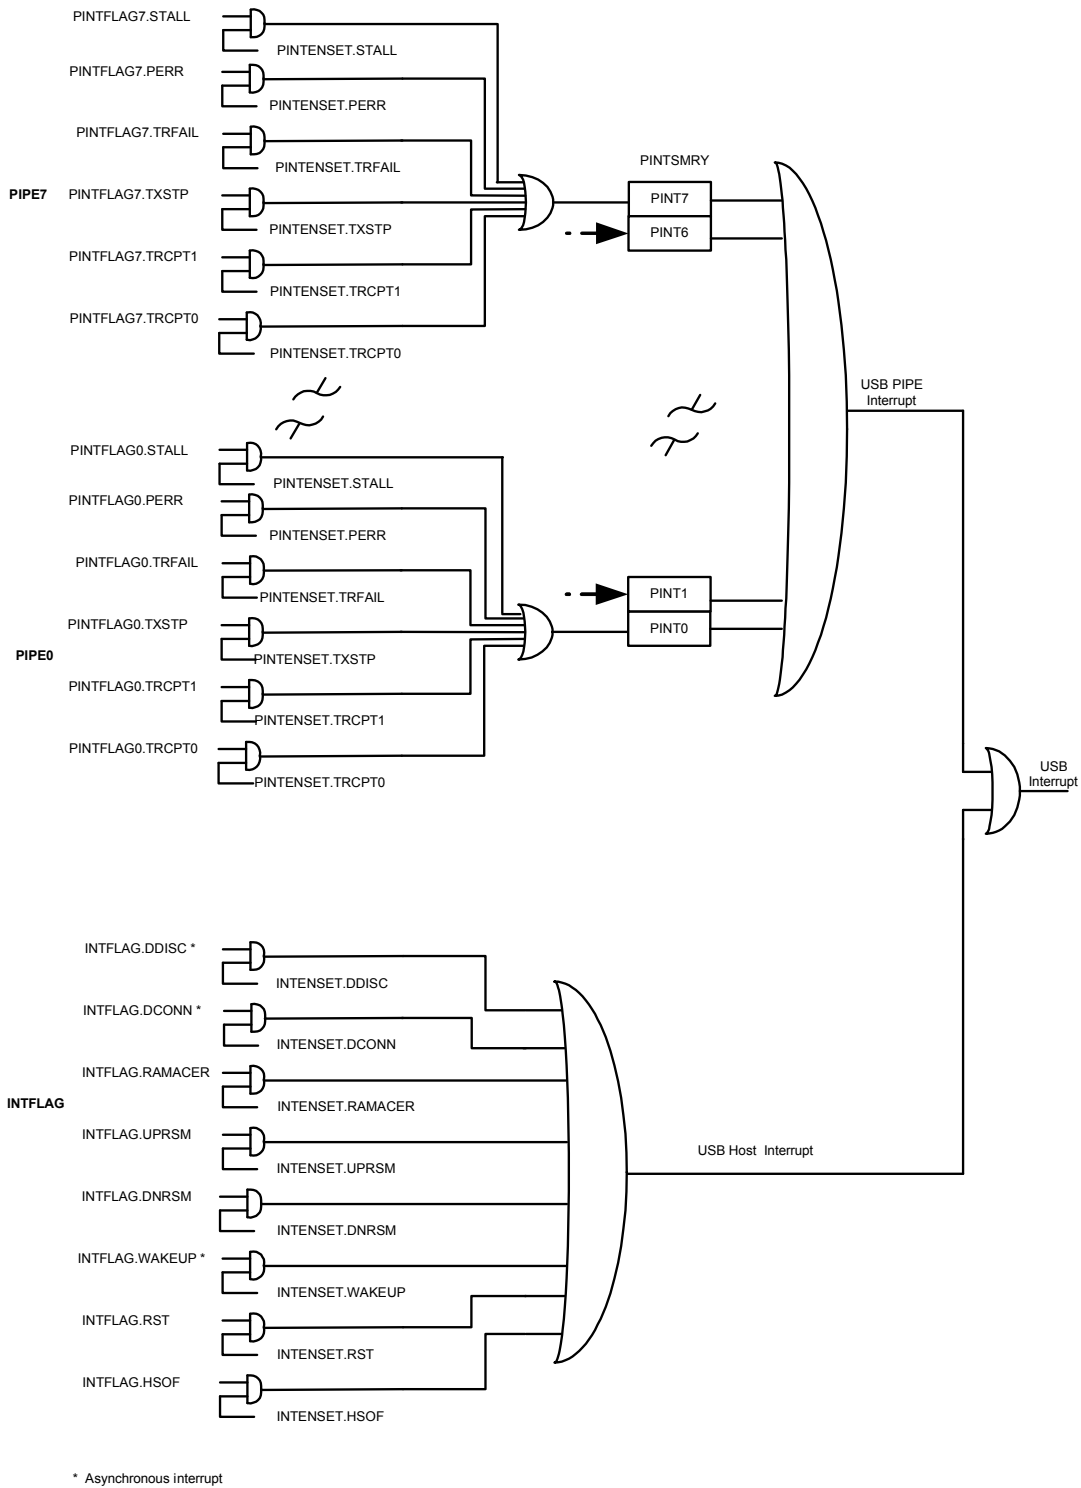 PINTFLAG7.STALL
PINTENSET.STALL
PINTFLAG7.PERR
PINTENSET.PERR
PINTFLAG7.TRFAIL
PINTENSET.TRFAIL
PINTSMRY
PIPE7
PINTFLAG7.TXSTP
PINTENSET.TXSTP
PINT7
PINT6
PINTFLAG7.TRCPT1
PINTENSET.TRCPT1
PINTFLAG7.TRCPT0
PINTENSET.TRCPT0
USB PIPE
Interrupt
PINTFLAG0.STALL
PINTENSET.STALL
PINTFLAG0.PERR
PINTENSET.PERR
PINTFLAG0.TRFAIL
PINTENSET.TRFAIL
PINT1
PINT0
PINTFLAG0.TXSTP
PIPE0
PINTENSET.TXSTP
PINTFLAG0.TRCPT1
PINTENSET.TRCPT1
PINTFLAG0.TRCPT0
PINTENSET.TRCPT0
USB
Interrupt
INTFLAG.DDISC *
INTENSET.DDISC
INTFLAG.DCONN *
INTENSET.DCONN
INTFLAG.RAMACER
INTFLAG
INTENSET.RAMACER
INTFLAG.UPRSM
INTENSET.UPRSM
USB Host Interrupt
INTFLAG.DNRSM
INTENSET.DNRSM
INTFLAG.WAKEUP *
INTENSET.WAKEUP
INTFLAG.RST
INTENSET.RST
INTFLAG.HSOF
INTENSET.HSOF
* Asynchronous interrupt